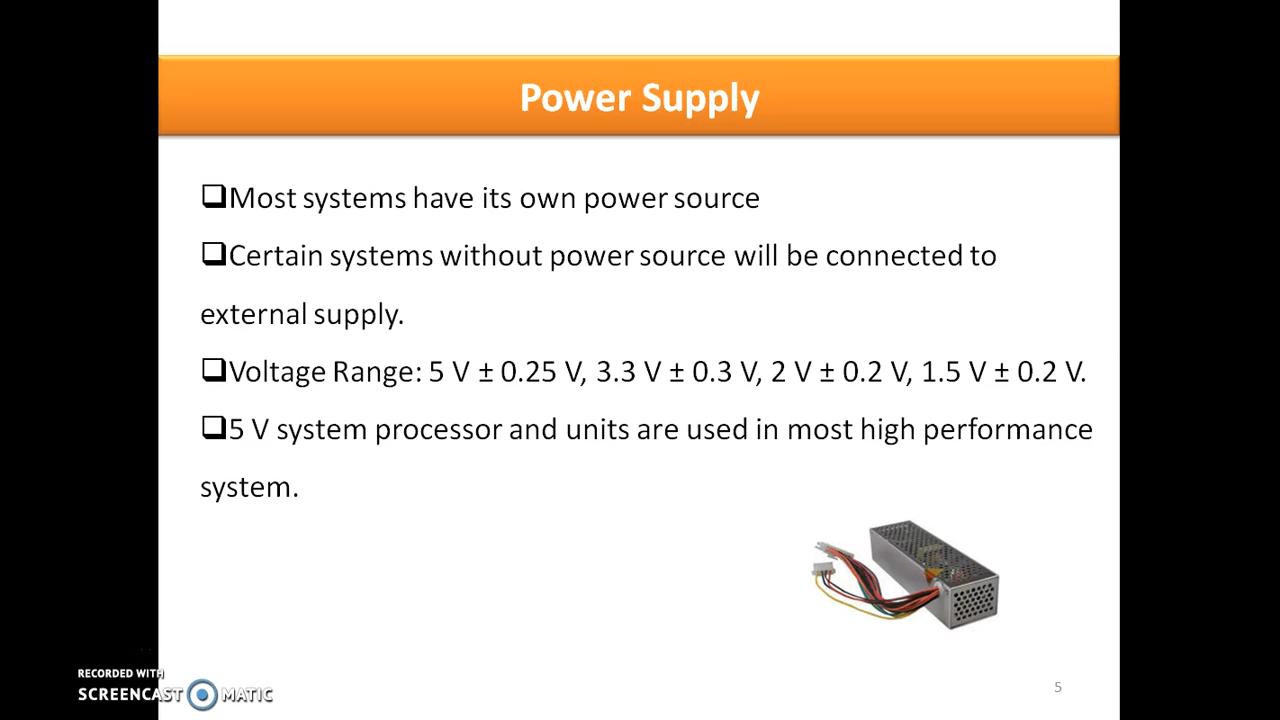 Power Supply
❑Most systems have its own power source
❑Certain systems without power source will be connected to
external supply.
❑Voltage Range: 5 V ± 0.25 V, 3.3 V ± 0.3 V, 2 V ± 0.2 V, 1.5 V ± 0.2 V.
❑5 V system processor and units are used in most high performance
system.
RECORDED WITH
SCREENCAST MATIC
5